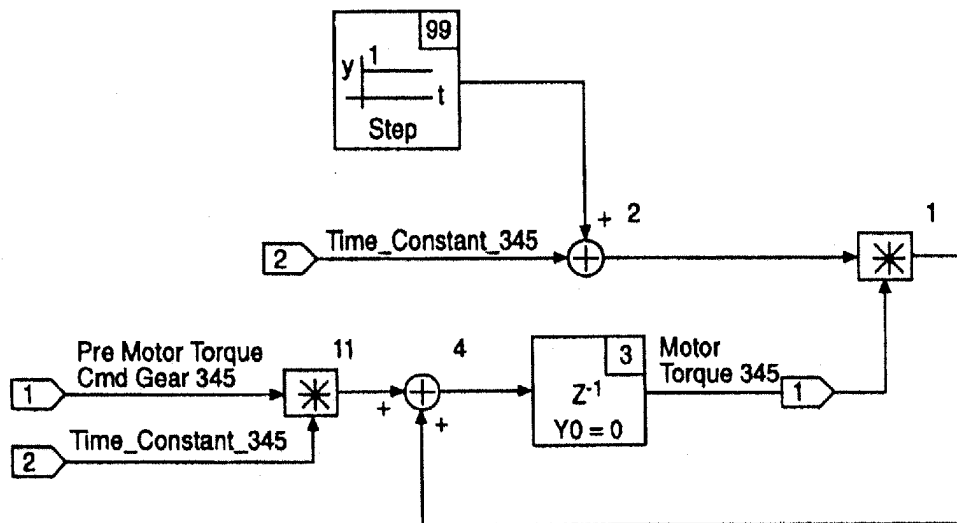 99
y 1
t
Step
+ 2 1
2 Time_Constant_345
Pre Motor Torque
Cmd Gear 345
1
11
4
3
Z-1
Y0 = 0
Motor
Torque 345
1
+
+
2 Time_Constant_345